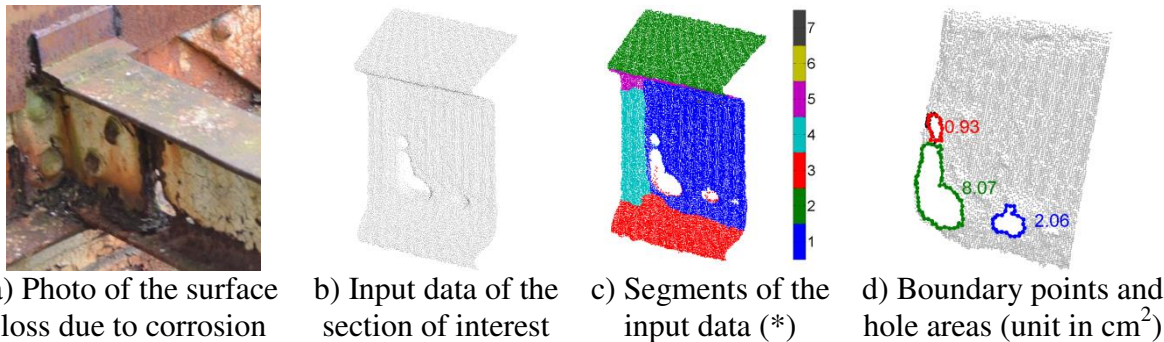 7
6
5
4
3
2
1
0.93
8.07
2.06
) Photo of the surface
loss due to corrosion
b) Input data of the
section of interest
c) Segments of the
input data (*)
d) Boundary points and
hole areas (unit in cm²)